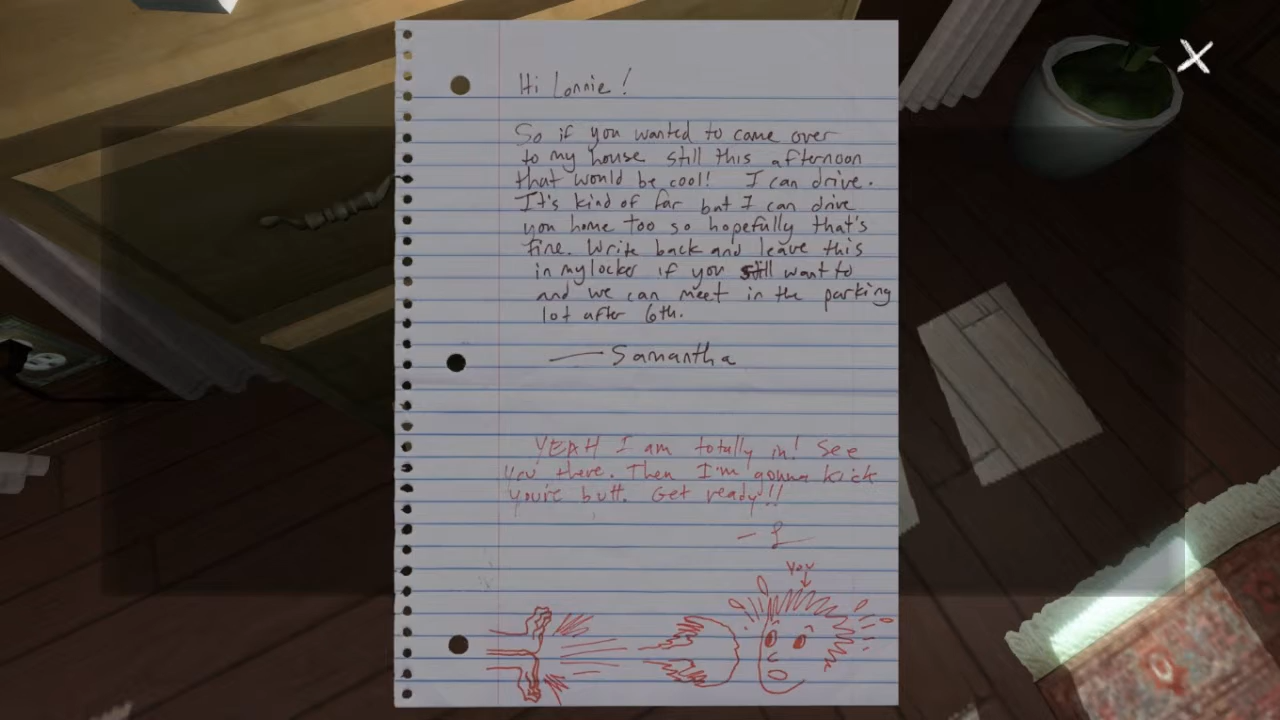 Hi Lonnie!
So if you wanted to come over
to my house still this afternoon
that would be cool! I can drive.
It's kind of far but I can drive
you home too so hopefully that's
fine. Write back and leave this
in my locker if you still want to
and we can meet in the parking
lot after 6th.
— Samantha
YEAH I am totally in! See
you there. Then I'm gonna kick
you're butt. Get ready!!
- L
you